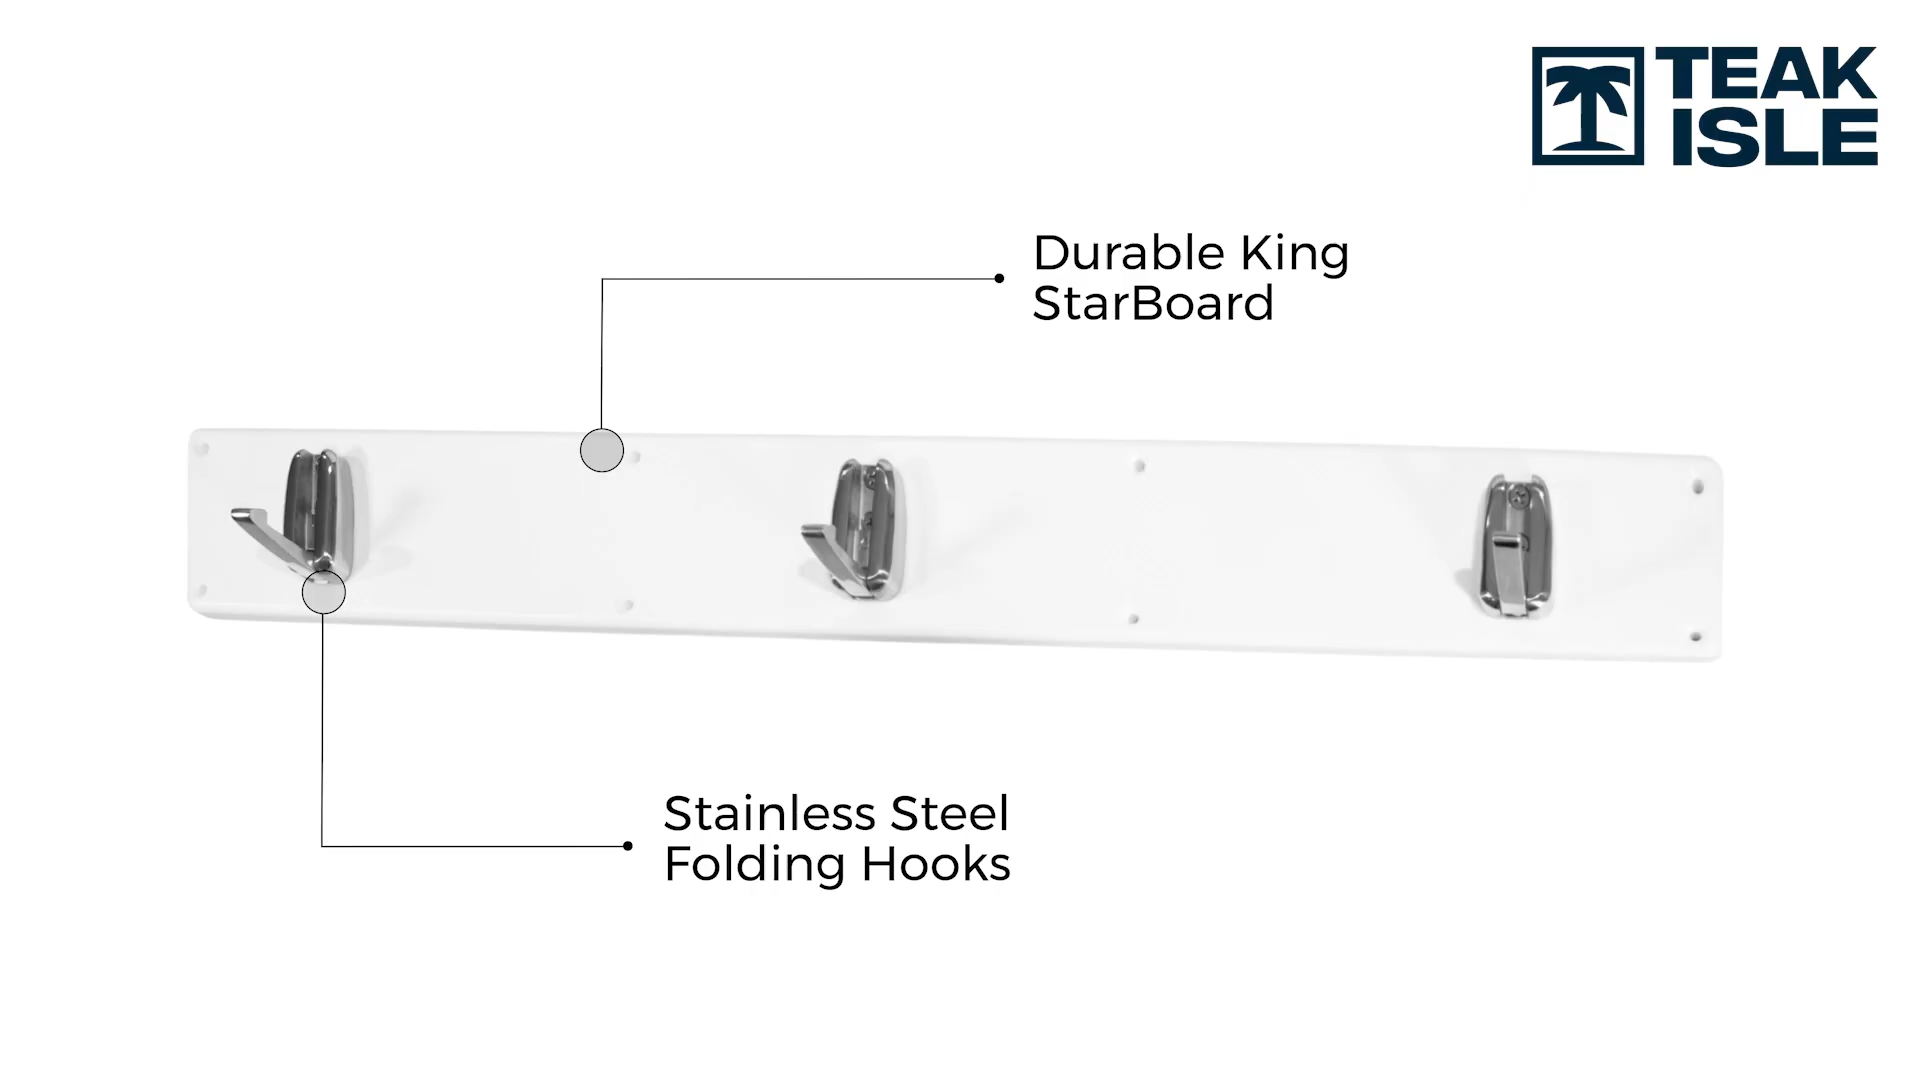 TEAK
ISLE
Durable King
StarBoard
Stainless Steel
Folding Hooks